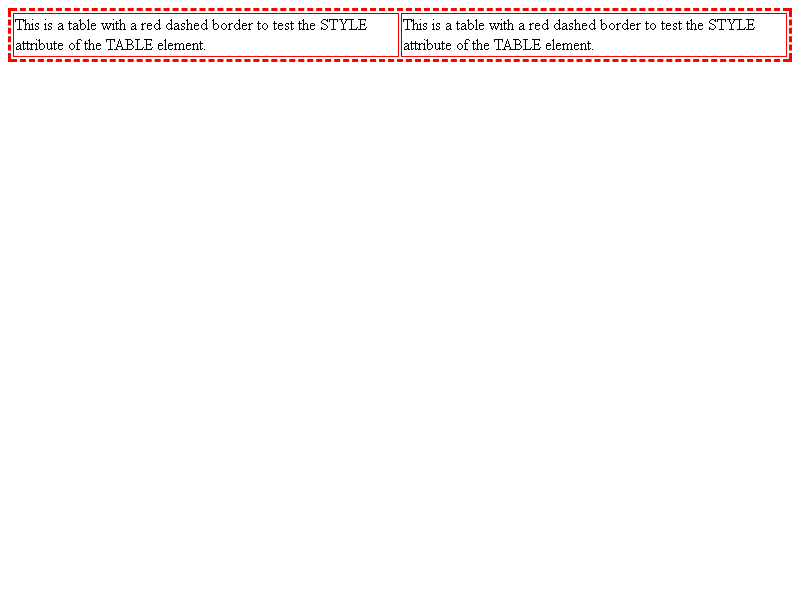 This is a table with a red dashed border to test the STYLE
attribute of the TABLE element.
This is a table with a red dashed border to test the STYLE
attribute of the TABLE element.